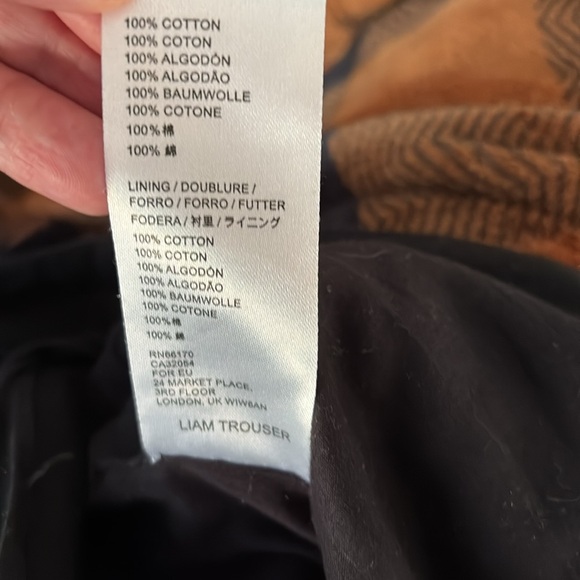 100% COTTON
100% COTON
100% ALGODÓN
100% ALGODÃO
100% BAUMWOLLE
100% COTONE
100% 棉
100% 綿
LINING / DOUBLURE /
FORRO / FORRO / FUTTER
FODERA / 衬里 / ライニング
100% COTTON
100% COTON
100% ALGODÓN
100% ALGODÃO
100% BAUMWOLLE
100% COTONE
100% 棉
100% 綿
RN66170
CA32054
FOR EU
24 MARKET PLACE,
3RD FLOOR
LONDON, UK W1W8AN
LIAM TROUSER